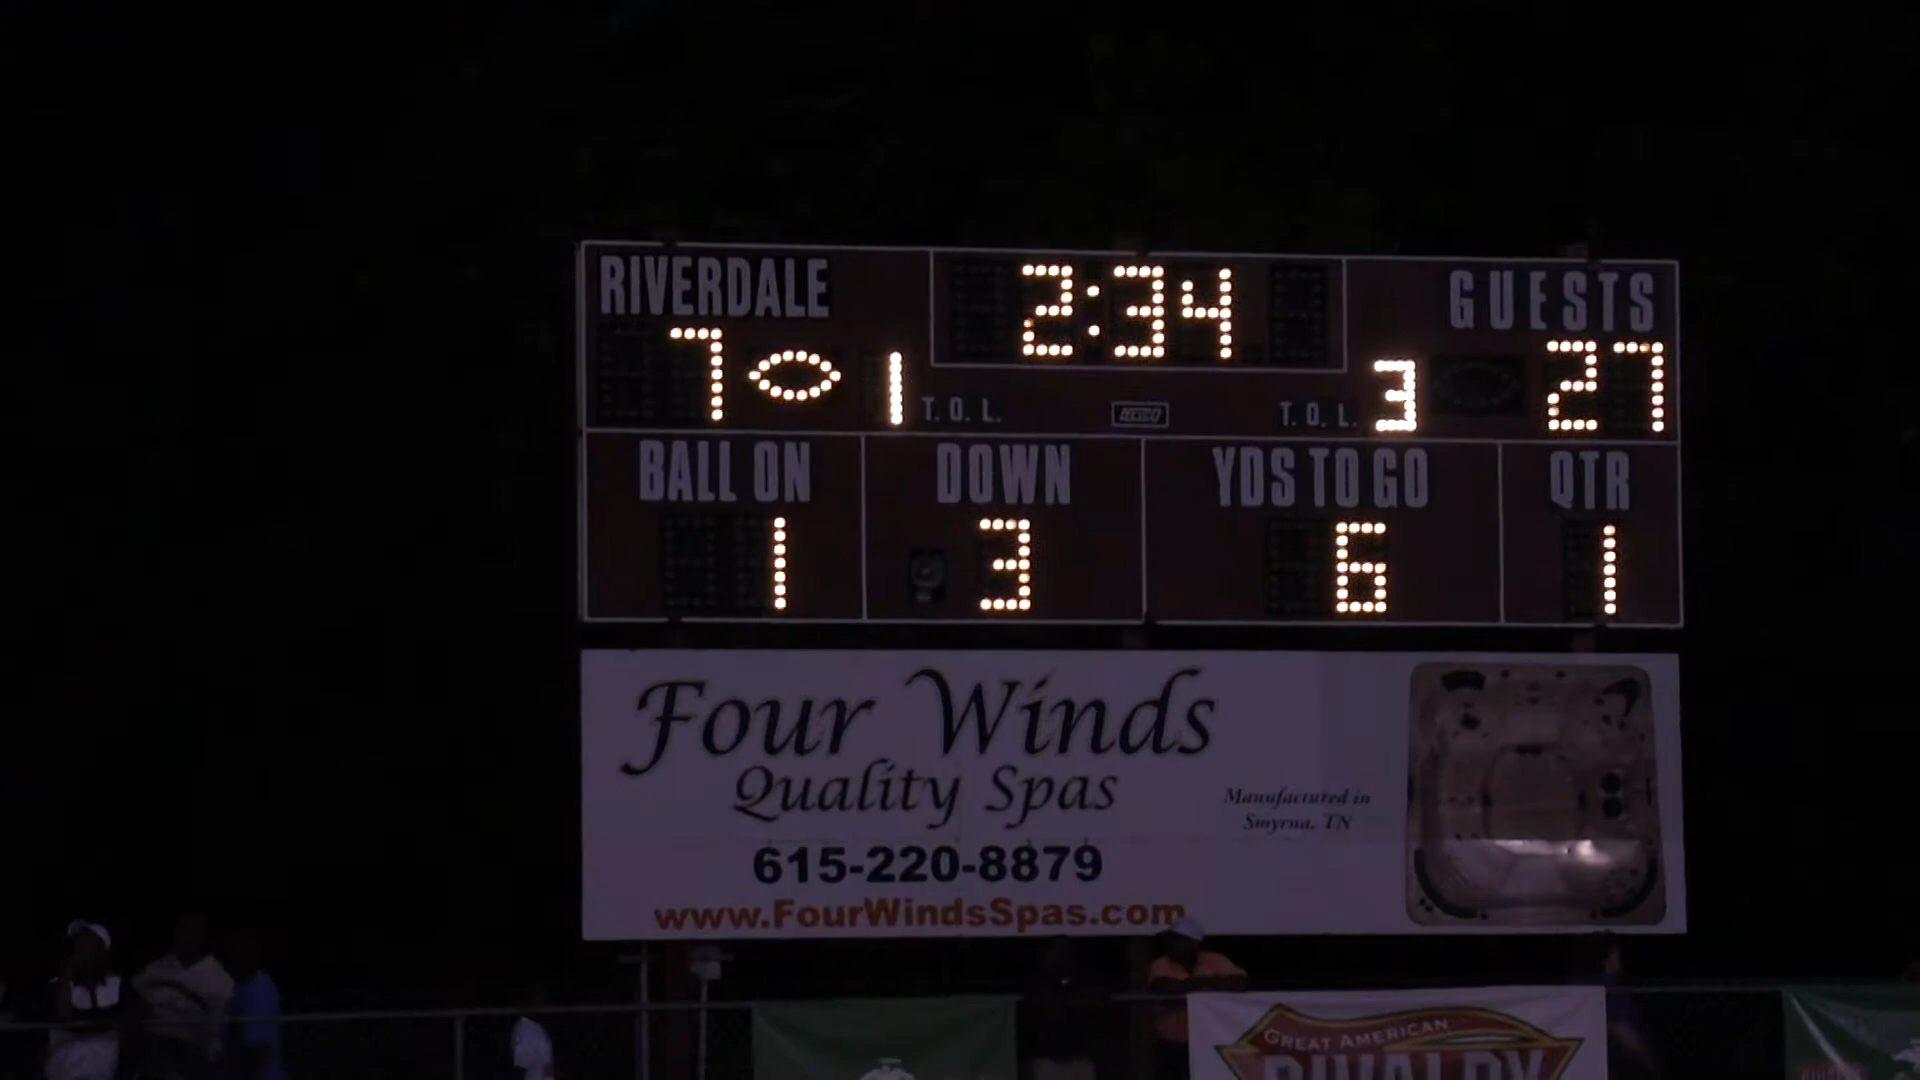 RIVERDALE 2:34 GUESTS
7 1 T. O. L. T. O. L. 3 27
BALL ON DOWN YDS TO GO QTR
1 3 6 1
Four Winds
Quality Spas
Manufactured in
Smyrna, TN
615-220-8879
www.FourWindsSpas.com
GREAT AMERICAN
RIVALRY